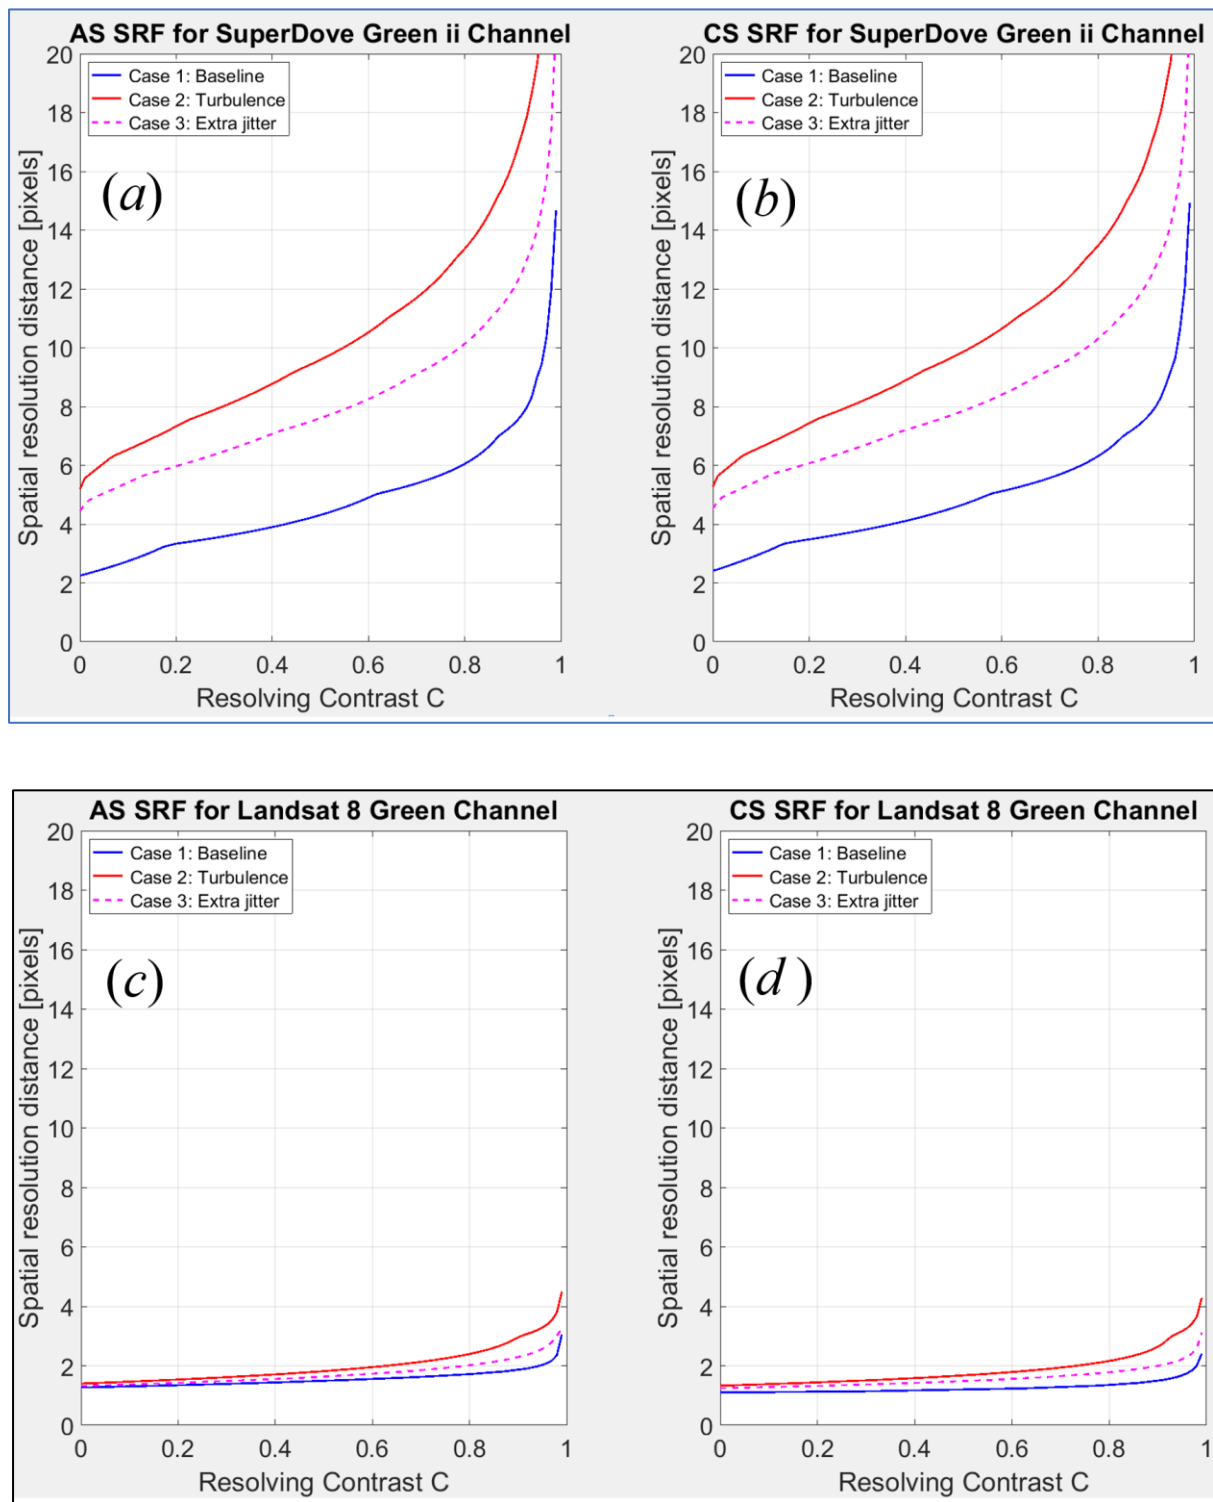 AS SRF for SuperDove Green ii Channel
20
18
16
14
12
10
8
6
4
2
0
Spatial resolution distance [pixels]
Case 1: Baseline
Case 2: Turbulence
Case 3: Extra jitter
(a)
0 0.2 0.4 0.6 0.8 1
Resolving Contrast C
CS SRF for SuperDove Green ii Channel
20
18
16
14
12
10
8
6
4
2
0
Spatial resolution distance [pixels]
Case 1: Baseline
Case 2: Turbulence
Case 3: Extra jitter
(b)
0 0.2 0.4 0.6 0.8 1
Resolving Contrast C
AS SRF for Landsat 8 Green Channel
20
18
16
14
12
10
8
6
4
2
0
Spatial resolution distance [pixels]
Case 1: Baseline
Case 2: Turbulence
Case 3: Extra jitter
(c)
0 0.2 0.4 0.6 0.8 1
Resolving Contrast C
CS SRF for Landsat 8 Green Channel
20
18
16
14
12
10
8
6
4
2
0
Spatial resolution distance [pixels]
Case 1: Baseline
Case 2: Turbulence
Case 3: Extra jitter
(d )
0 0.2 0.4 0.6 0.8 1
Resolving Contrast C